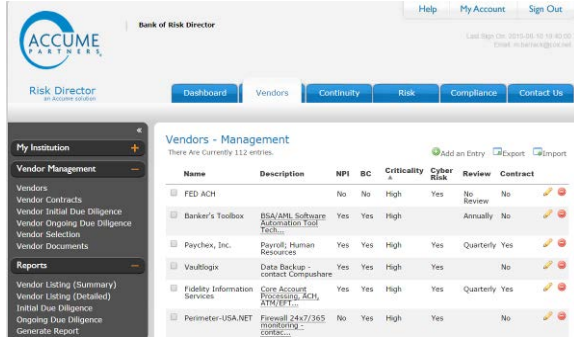 Help My Account Sign Out
Bank of Risk Director
ACCUME
PARTNERS
Risk Director
an Accume solution
Dashboard Vendors Continuity Risk Compliance Contact Us
«
My Institution +
Vendor Management –
Vendors
Vendor Contracts
Vendor Initial Due Diligence
Vendor Ongoing Due Diligence
Vendor Selection
Vendor Documents
Reports –
Vendor Listing (Summary)
Vendor Listing (Detailed)
Initial Due Diligence
Ongoing Due Diligence
Generate Report
Vendors - Management
There Are Currently 112 entries.
Add an Entry Export Import
Name Description NPI BC Criticality Cyber Risk Review Contract
FED ACH No No High Yes No Review No
Banker's Toolbox BSA/AML Software Automation Tool Tech... Yes Yes High Annually No
Paychex, Inc. Payroll; Human Resources Yes Yes High Yes Quarterly Yes
Vaultlogix Data Backup - contact Compushare Yes Yes High Yes No
Fidelity Information Services Core Account Processing, ACH, ATM/EFT... Yes Yes High Yes Quarterly Yes
Perimeter-USA.NET Firewall 24x7/365 monitoring - contac... No Yes High Yes No